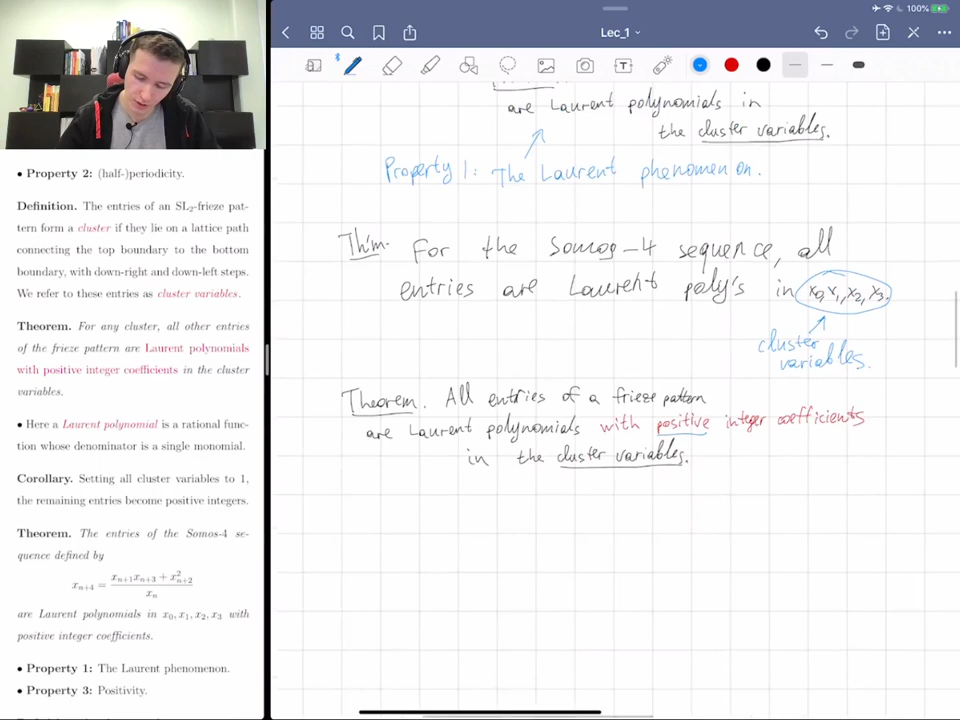 • Property 2: (half-)periodicity.
Definition. The entries of an SL₂-frieze pat-
tern form a cluster if they lie on a lattice path
connecting the top boundary to the bottom
boundary, with down-right and down-left steps.
We refer to these entries as cluster variables.
Theorem. For any cluster, all other entries
of the frieze pattern are Laurent polynomials
with positive integer coefficients in the cluster
variables.
• Here a Laurent polynomial is a rational func-
tion whose denominator is a single monomial.
Corollary. Setting all cluster variables to 1,
the remaining entries become positive integers.
Theorem. The entries of the Somos-4 se-
quence defined by
xₙ₊₄ = (xₙ₊₁xₙ₊₃ + x²ₙ₊₂) / xₙ
are Laurent polynomials in x₀, x₁, x₂, x₃ with
positive integer coefficients.
• Property 1: The Laurent phenomenon.
• Property 3: Positivity.
100%
Lec_1
are Laurent polynomials in
the cluster variables.
Property 1: The Laurent phenomenon.
Thm. For the Somos-4 sequence, all
entries are Laurent poly's in x₀, x₁, x₂, x₃.
cluster
variables.
Theorem. All entries of a frieze pattern
are Laurent polynomials with positive integer coefficients
in the cluster variables.